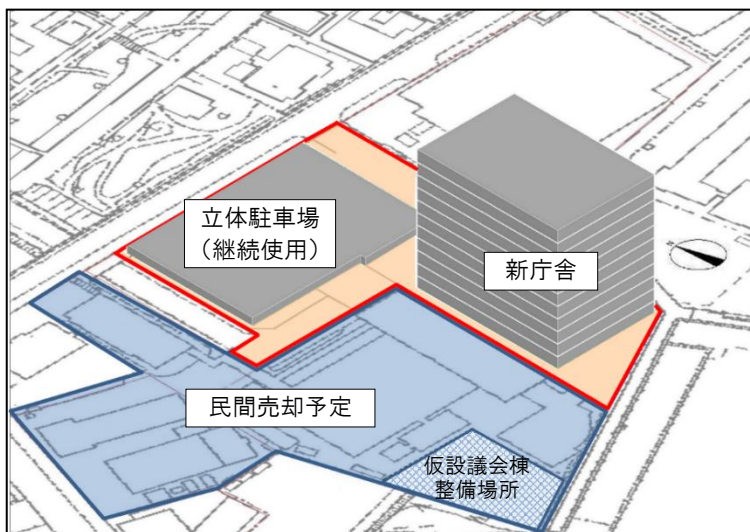 立体駐車場
（継続使用）
新庁舎
民間売却予定
仮設議会棟
整備場所